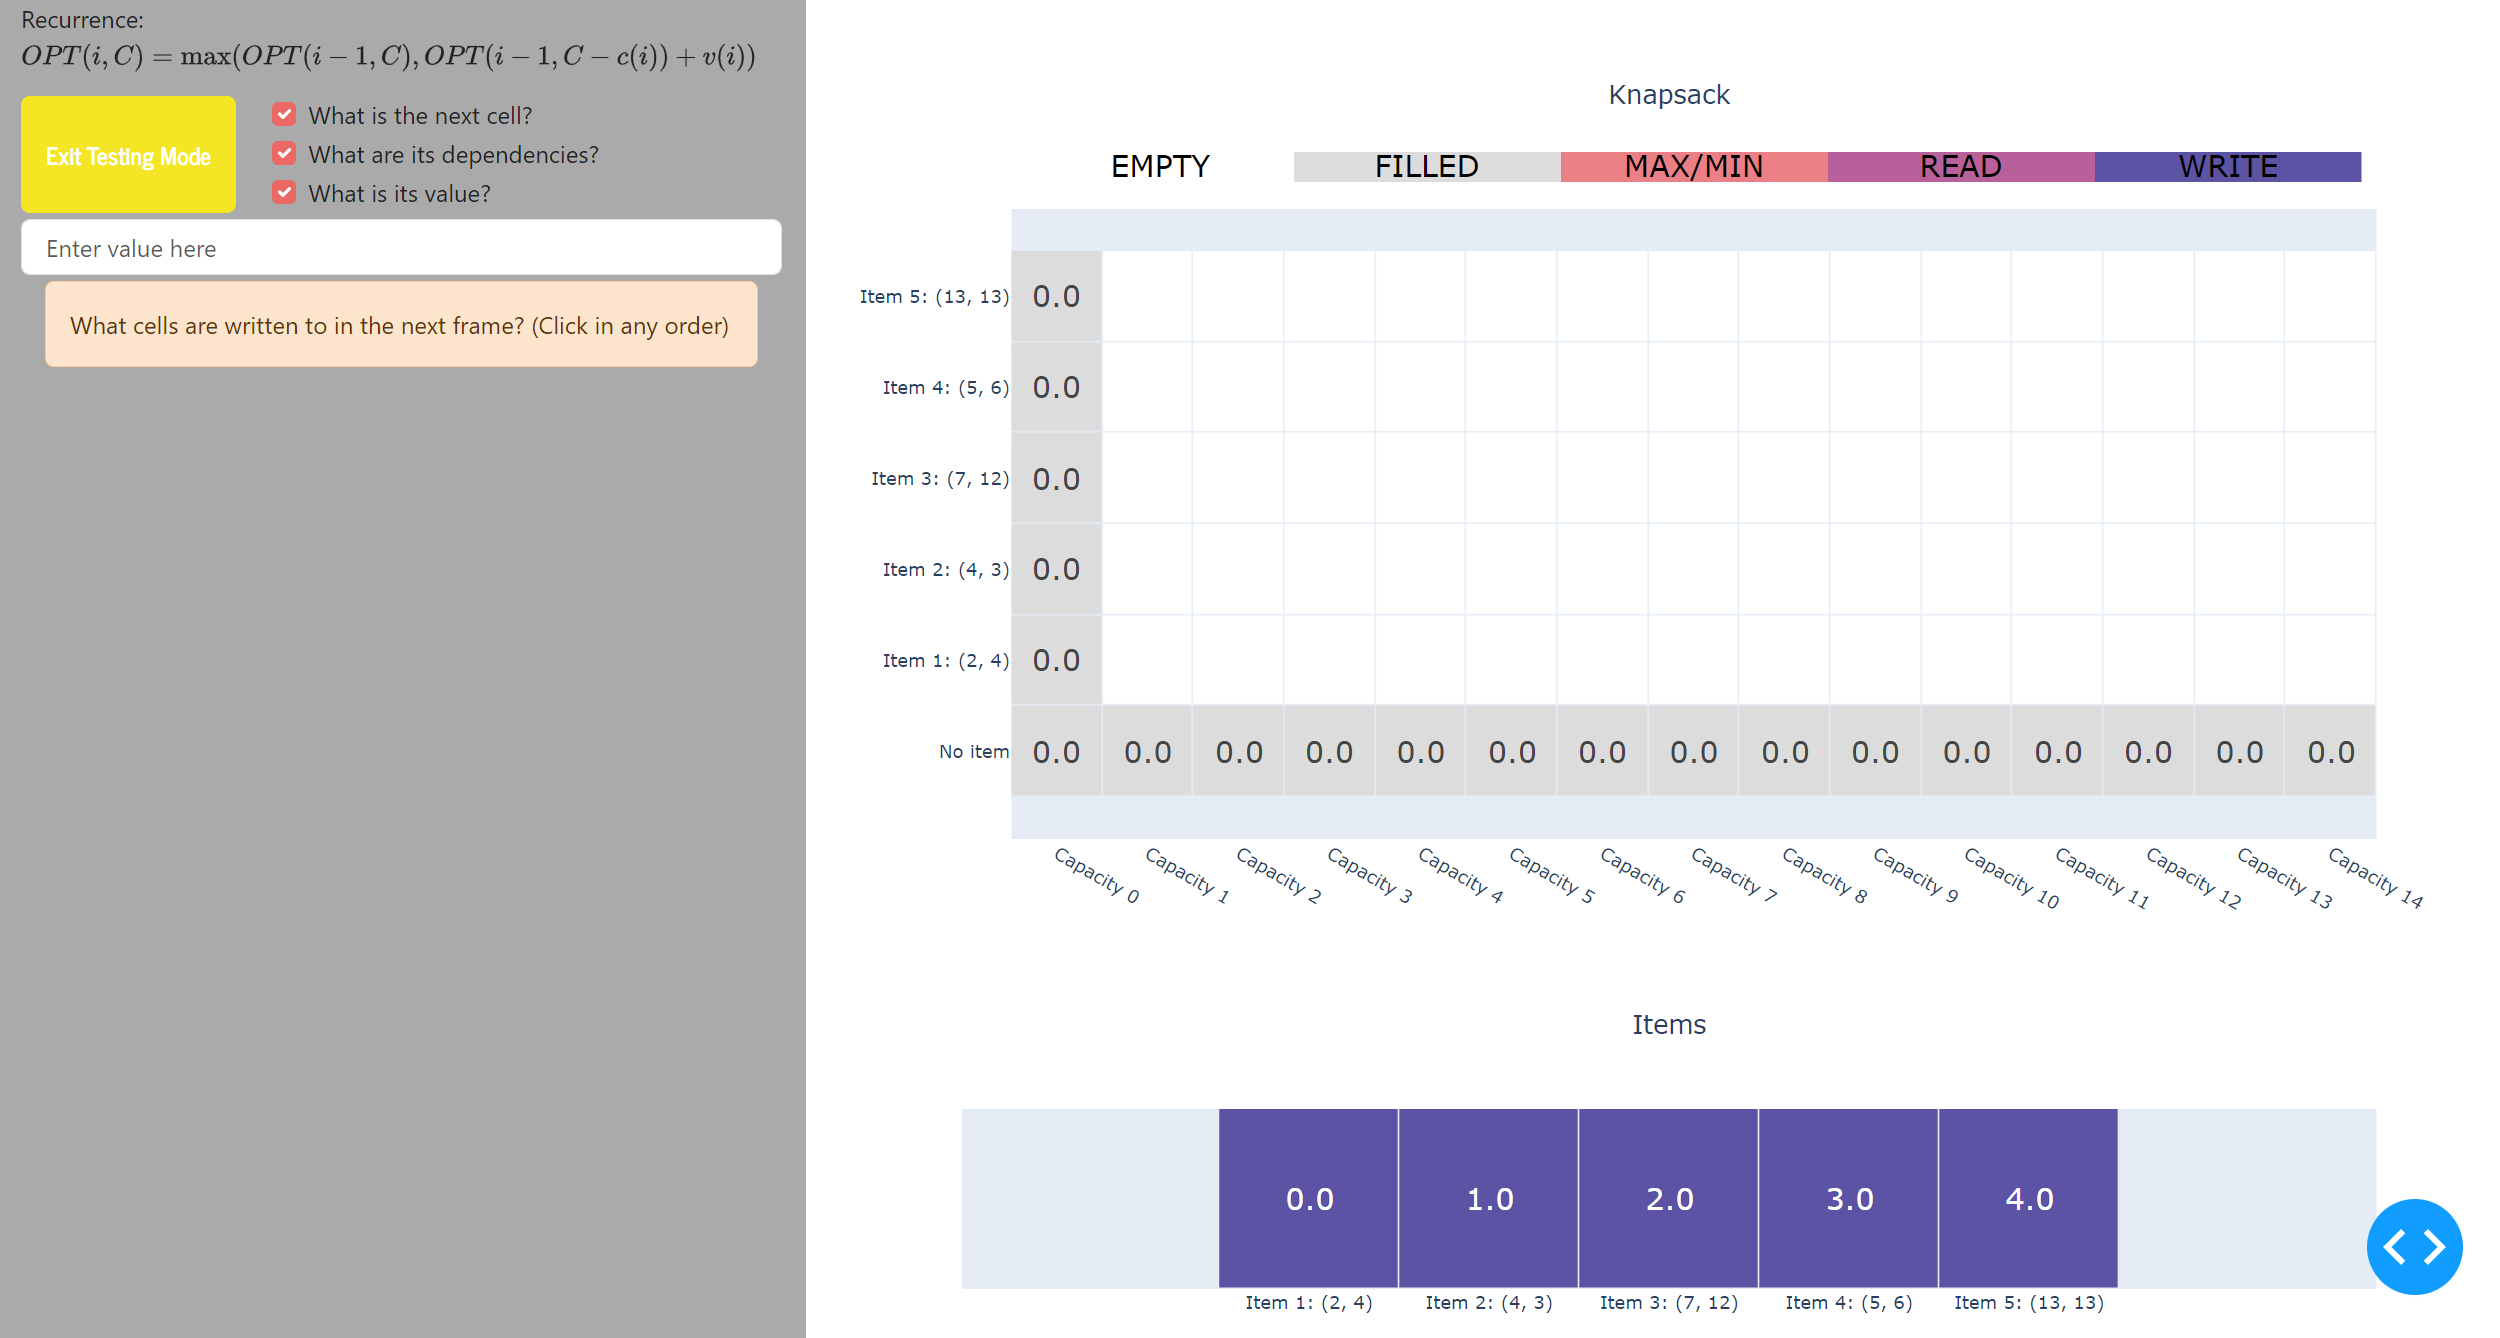 Recurrence:
OPT(i, C) = max(OPT(i − 1, C), OPT(i − 1, C − c(i)) + v(i))
Exit Testing Mode
What is the next cell?
What are its dependencies?
What is its value?
Enter value here
What cells are written to in the next frame? (Click in any order)
Knapsack
EMPTY FILLED MAX/MIN READ WRITE
Item 5: (13, 13) 0.0
Item 4: (5, 6) 0.0
Item 3: (7, 12) 0.0
Item 2: (4, 3) 0.0
Item 1: (2, 4) 0.0
No item 0.0 0.0 0.0 0.0 0.0 0.0 0.0 0.0 0.0 0.0 0.0 0.0 0.0 0.0 0.0
Capacity 0 Capacity 1 Capacity 2 Capacity 3 Capacity 4 Capacity 5 Capacity 6 Capacity 7 Capacity 8 Capacity 9 Capacity 10 Capacity 11 Capacity 12 Capacity 13 Capacity 14
Items
0.0 1.0 2.0 3.0 4.0
Item 1: (2, 4) Item 2: (4, 3) Item 3: (7, 12) Item 4: (5, 6) Item 5: (13, 13)